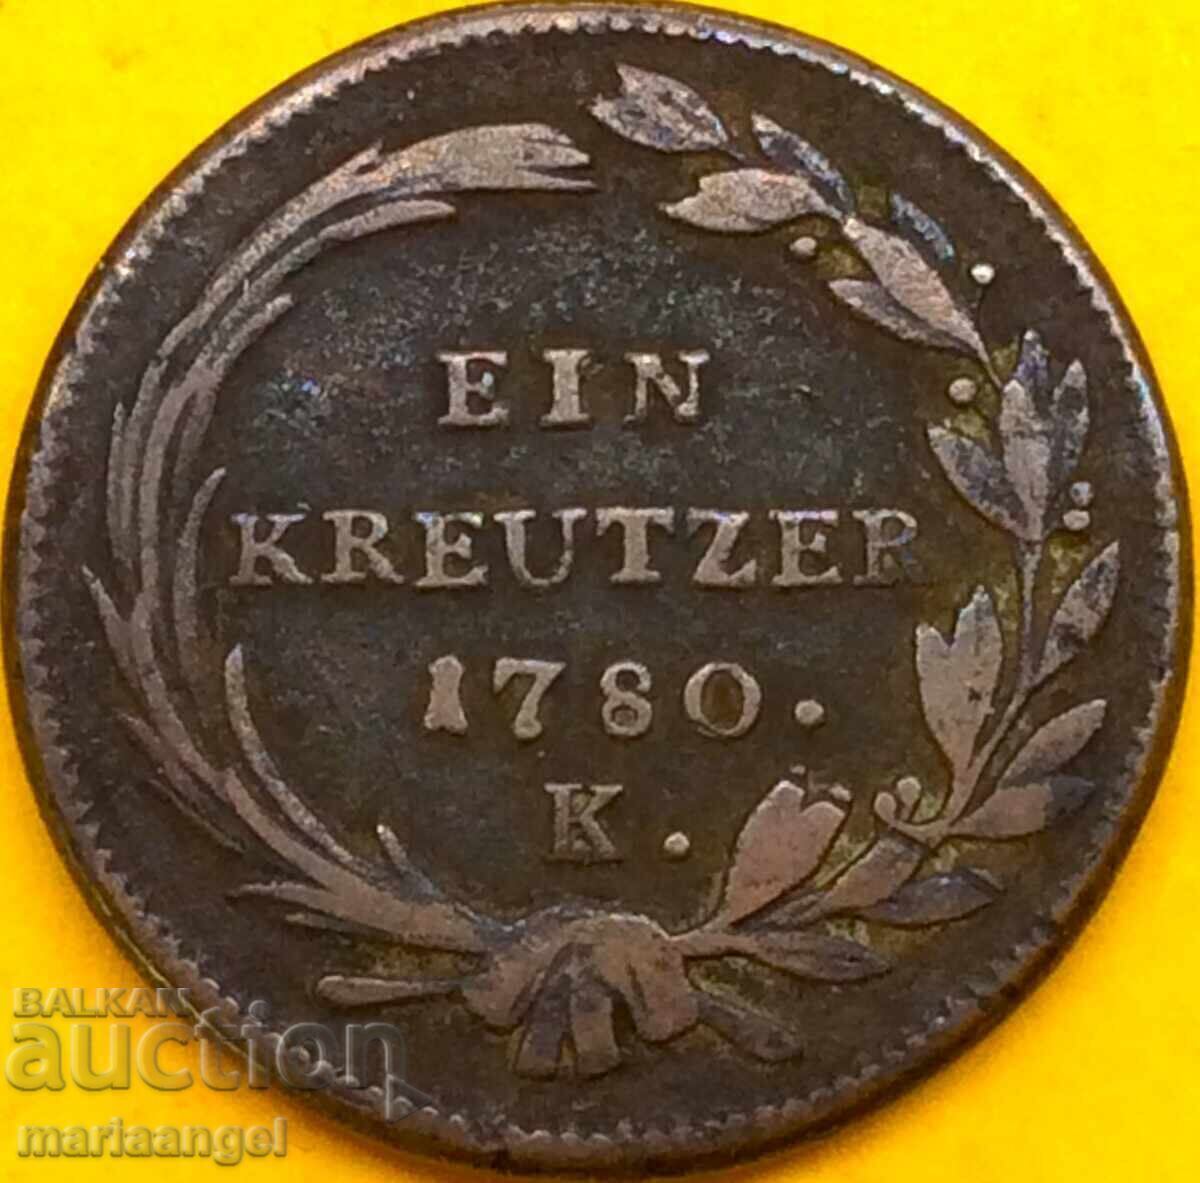 EIN
KREUTZER
1780.
K.
BALKAN
auction
mariaangel